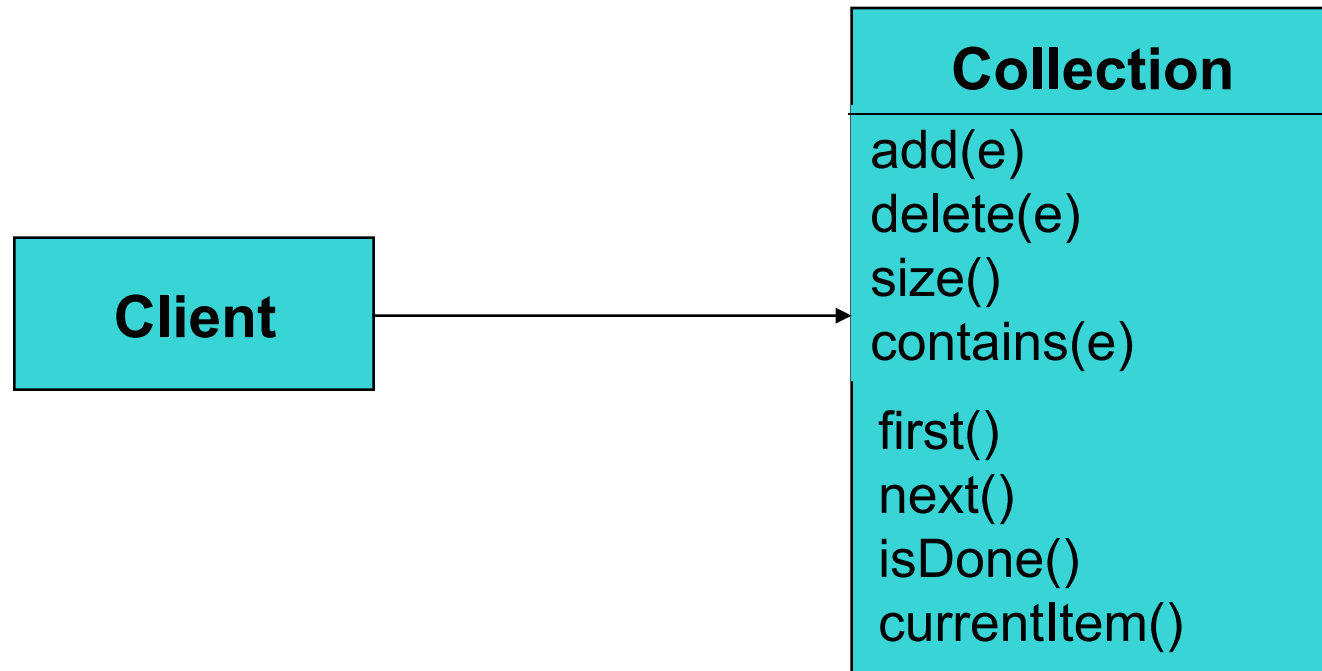 Client
Collection
add(e)
delete(e)
size()
contains(e)
first()
next()
isDone()
currentItem()